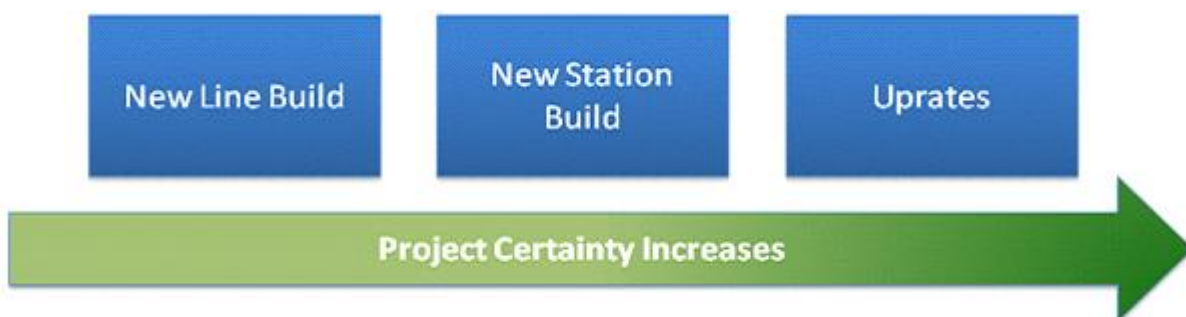 New Line Build
New Station
Build
Uprates
Project Certainty Increases